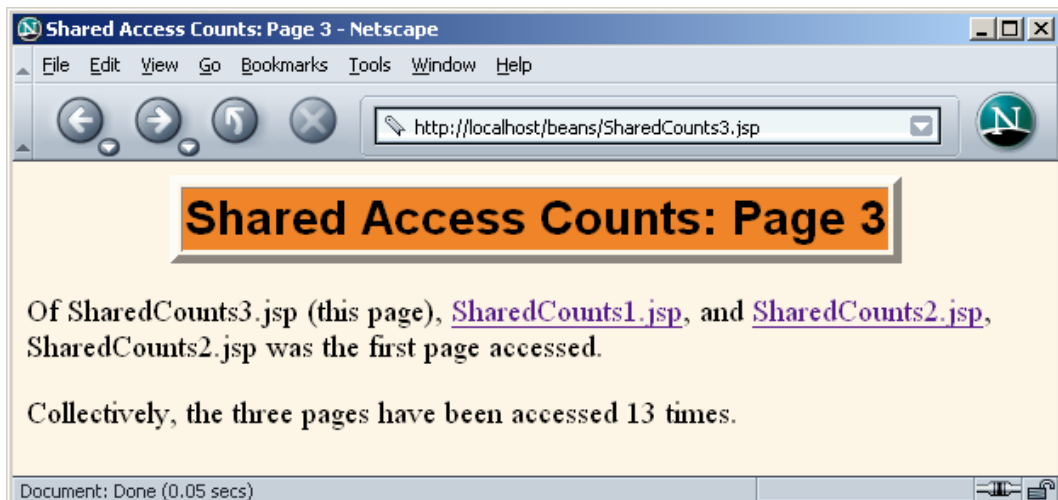 Shared Access Counts: Page 3 - Netscape
File Edit View Go Bookmarks Tools Window Help
http://localhost/beans/SharedCounts3.jsp
N
Shared Access Counts: Page 3
Of SharedCounts3.jsp (this page), SharedCounts1.jsp, and SharedCounts2.jsp,
SharedCounts2.jsp was the first page accessed.
Collectively, the three pages have been accessed 13 times.
Document: Done (0.05 secs)